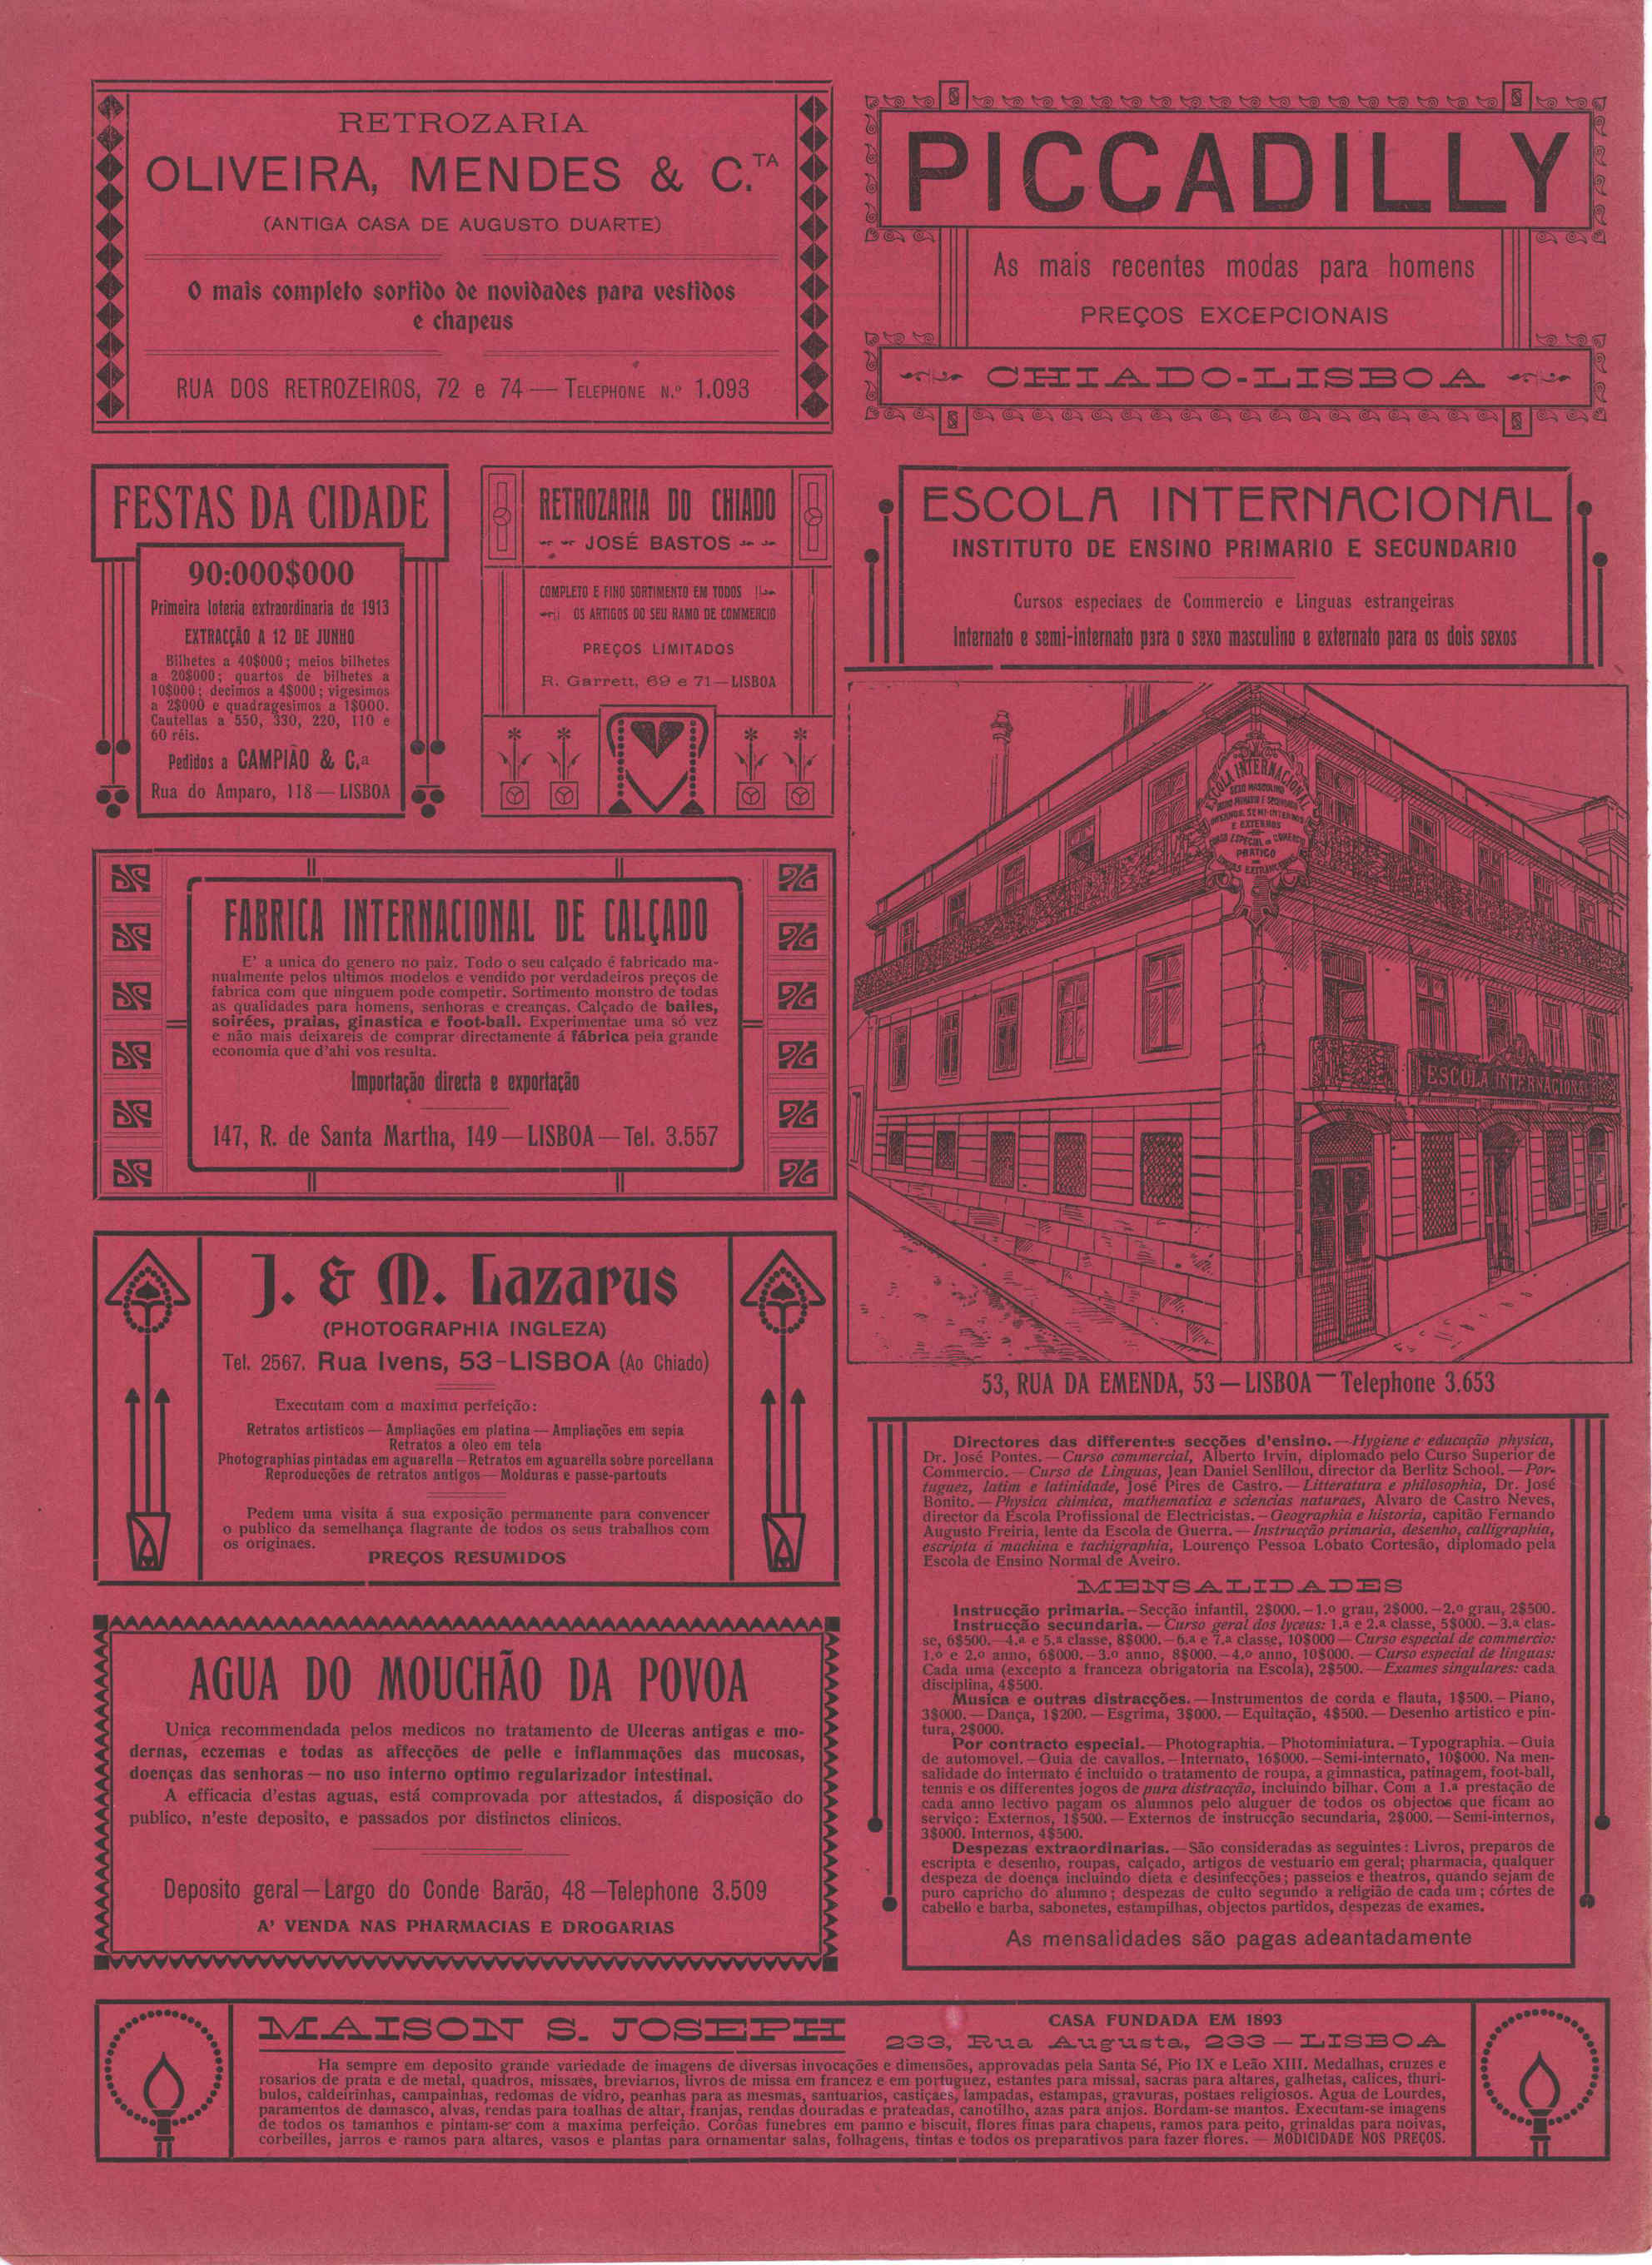 RETROZARIA
OLIVEIRA, MENDES & C.TA
(ANTIGA CASA DE AUGUSTO DUARTE)
O mais completo sortido de novidades para vestidos
e chapeus
RUA DOS RETROZEIROS, 72 e 74 — TELEPHONE N.º 1.093
PICCADILLY
As mais recentes modas para homens
PREÇOS EXCEPCIONAIS
CHIADO-LISBOA
FESTAS DA CIDADE
90:000$000
Primeira loteria extraordinaria de 1913
EXTRACÇÃO A 12 DE JUNHO
Bilhetes a 40$000; meios bilhetes
a 20$000; quartos de bilhetes a
10$000; decimos a 4$000; vigesimos
a 2$000 e quadragesimos a 1$000.
Cautellas a 550, 330, 220, 110 e
60 réis.
Pedidos a CAMPIÃO & C.a
Rua do Amparo, 118 — LISBOA
RETROZARIA DO CHIADO
JOSÉ BASTOS
COMPLETO E FINO SORTIMENTO EM TODOS
OS ARTIGOS DO SEU RAMO DE COMMERCIO
PREÇOS LIMITADOS
R. Garrett, 69 e 71 — LISBOA
ESCOLA INTERNACIONAL
INSTITUTO DE ENSINO PRIMARIO E SECUNDARIO
Cursos especiaes de Commercio e Linguas estrangeiras
Internato e semi-internato para o sexo masculino e externato para os dois sexos
ESCOLA INTERNACIONAL
SEXO MASCULINO
E EXTERNOS
PRATICO
ESCOLA INTERNACIONAL
53, RUA DA EMENDA, 53 — LISBOA — Telephone 3.653
FABRICA INTERNACIONAL DE CALÇADO
E' a unica do genero no paiz. Todo o seu calçado é fabricado ma-
nualmente pelos ultimos modelos e vendido por verdadeiros preços de
fabrica com que ninguem pode competir. Sortimento monstro de todas
as qualidades para homens, senhoras e creanças. Calçado de bailes,
soirées, praias, ginastica e foot-ball. Experimentae uma só vez
e não mais deixareis de comprar directamente á fábrica pela grande
economia que d'ahi vos resulta.
Importação directa e exportação
147, R. de Santa Martha, 149 — LISBOA — Tel. 3.557
J. & M. Lazarus
(PHOTOGRAPHIA INGLEZA)
Tel. 2567. Rua Ivens, 53-LISBOA (Ao Chiado)
Executam com a maxima perfeição:
Retratos artisticos — Ampliações em platina — Ampliações em sepia
Retratos a oleo em tela
Photographias pintadas em aguarella — Retratos em aguarella sobre porcellana
Reproducções de retratos antigos — Molduras e passe-partouts
Pedem uma visita á sua exposição permanente para convencer
o publico da semelhança flagrante de todos os seus trabalhos com
os originaes.
PREÇOS RESUMIDOS
AGUA DO MOUCHÃO DA POVOA
Unica recommendada pelos medicos no tratamento de Ulceras antigas e mo-
dernas, eczemas e todas as affecções de pelle e inflammações das mucosas,
doenças das senhoras — no uso interno optimo regularizador intestinal.
A efficacia d'estas aguas, está comprovada por attestados, á disposição do
publico, n'este deposito, e passados por distinctos clinicos.
Deposito geral — Largo do Conde Barão, 48 — Telephone 3.509
A' VENDA NAS PHARMACIAS E DROGARIAS
Directores das differentes secções d'ensino. — Hygiene e educação physica,
Dr. José Pontes. — Curso commercial, Alberto Irvin, diplomado pelo Curso Superior de
Commercio. — Curso de Linguas, Jean Daniel Senlilou, director da Berlitz School. — Por-
tuguez, latim e latinidade, José Pires de Castro. — Litteratura e philosophia, Dr. José
Bonito. — Physica chimica, mathematica e sciencias naturaes, Alvaro de Castro Neves,
director da Escola Profissional de Electricistas. — Geographia e historia, capitão Fernando
Augusto Freiria, lente da Escola de Guerra. — Instrucção primaria, desenho, calligraphia,
escripta á machina e tachigraphia, Lourenço Pessoa Lobato Cortesão, diplomado pela
Escola de Ensino Normal de Aveiro.
MENSALIDADES
Instrucção primaria. — Secção infantil, 2$000. — 1.º grau, 2$000. — 2.º grau, 2$500.
Instrucção secundaria. — Curso geral dos lyceus: 1.a e 2.a classe, 5$000. — 3.a clas-
se, 6$500. — 4.a e 5.a classe, 8$000. — 6.a e 7.a classe, 10$000 — Curso especial de commercio:
1.º e 2.º anno, 6$000. — 3.º anno, 8$000. — 4.º anno, 10$000. — Curso especial de linguas:
Cada uma (excepto a franceza obrigatoria na Escola), 2$500. — Exames singulares: cada
disciplina, 4$500.
Musica e outras distracções. — Instrumentos de corda e flauta, 1$500. — Piano,
3$000. — Dança, 1$200. — Esgrima, 3$000. — Equitação, 4$500. — Desenho artistico e pin-
tura, 2$000.
Por contracto especial. — Photographia. — Photominiatura. — Typographia. — Guia
de automovel. — Guia de cavallos. — Internato, 16$000. — Semi-internato, 10$000. Na men-
salidade do internato é incluido o tratamento de roupa, a gimnastica, patinagem, foot-ball,
tennis e os differentes jogos de pura distracção, incluindo bilhar. Com a 1.a prestação de
cada anno lectivo pagam os alumnos pelo aluguer de todos os objectos que ficam ao
serviço: Externos, 1$500. — Externos de instrucção secundaria, 2$000. — Semi-internos,
3$000. Internos, 4$500.
Despezas extraordinarias. — São consideradas as seguintes: Livros, preparos de
escripta e desenho, roupas, calçado, artigos de vestuario em geral; pharmacia, qualquer
despeza de doença incluindo dieta e desinfecções; passeios e theatros, quando sejam de
puro capricho do alumno; despezas de culto segundo a religião de cada um; córtes de
cabello e barba, sabonetes, estampilhas, objectos partidos, despezas de exames.
As mensalidades são pagas adeantadamente
MAISON S. JOSEPH
CASA FUNDADA EM 1893
233, Rua Augusta, 233 — LISBOA
Ha sempre em deposito grande variedade de imagens de diversas invocações e dimensões, approvadas pela Santa Sé, Pio IX e Leão XIII. Medalhas, cruzes e
rosarios de prata e de metal, quadros, missaes, breviarios, livros de missa em francez e em portuguez, estantes para missal, sacras para altares, galhetas, calices, thuri-
bulos, caldeirinhas, campainhas, redomas de vidro, peanhas para as mesmas, santuarios, castiçaes, lampadas, estampas, gravuras, postaes religiosos. Agua de Lourdes,
paramentos de damasco, alvas, rendas para toalhas de altar, franjas, rendas douradas e prateadas, canotilho, azas para anjos. Bordam-se mantos. Executam-se imagens
de todos os tamanhos e pintam-se com a maxima perfeição. Corôas funebres em panno e biscuit, flores finas para chapeus, ramos para peito, grinaldas para noivas,
corbeilles, jarros e ramos para altares, vasos e plantas para ornamentar salas, folhagens, tintas e todos os preparativos para fazer flores. — MODICIDADE NOS PREÇOS.